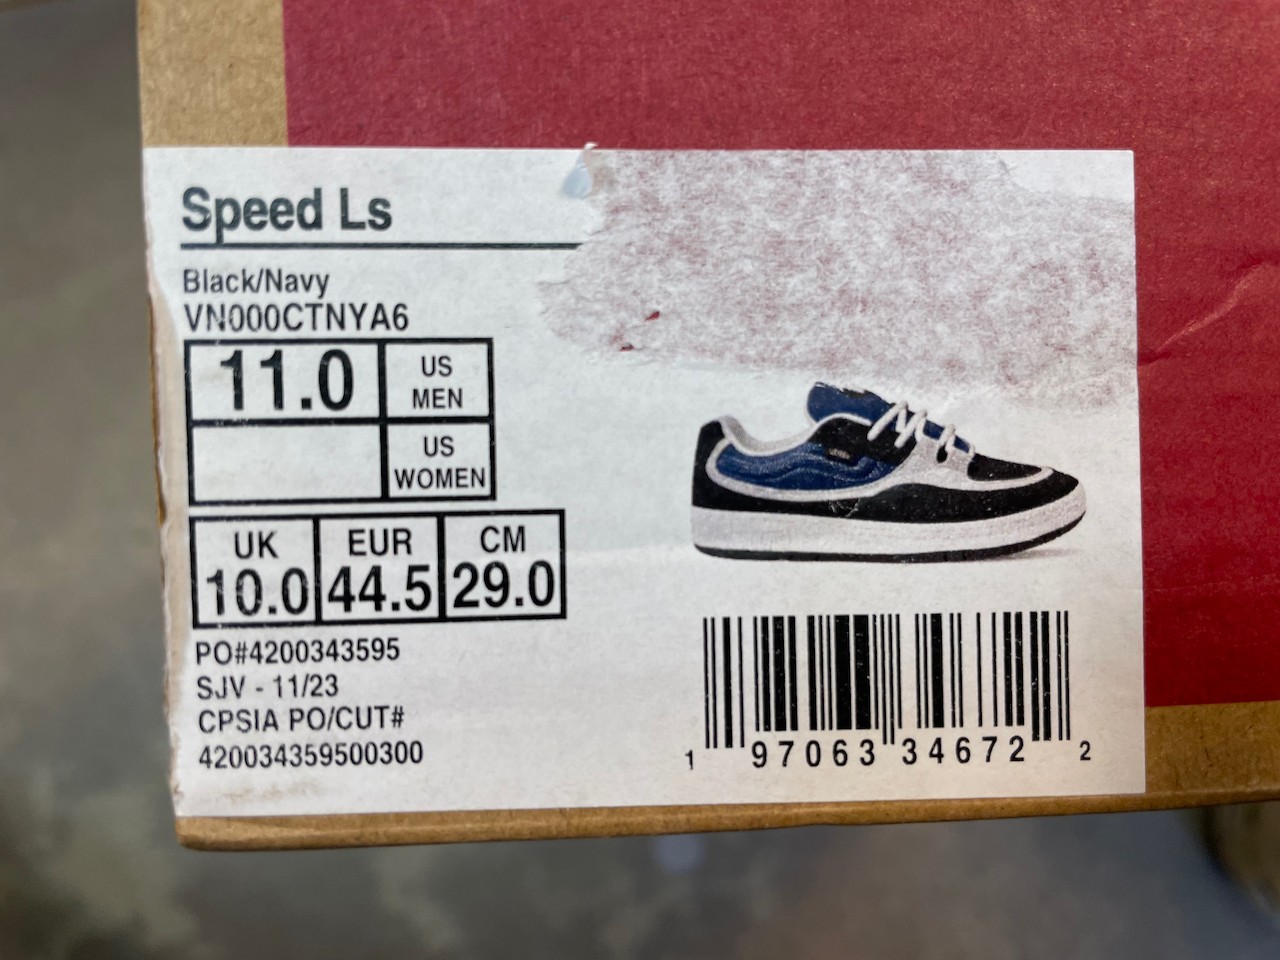 Speed Ls
Black/Navy
VN000CTNYA6
11.0 US MEN
US WOMEN
UK EUR CM
10.0 44.5 29.0
PO#4200343595
SJV - 11/23
CPSIA PO/CUT#
420034359500300
1 97063 34672 2